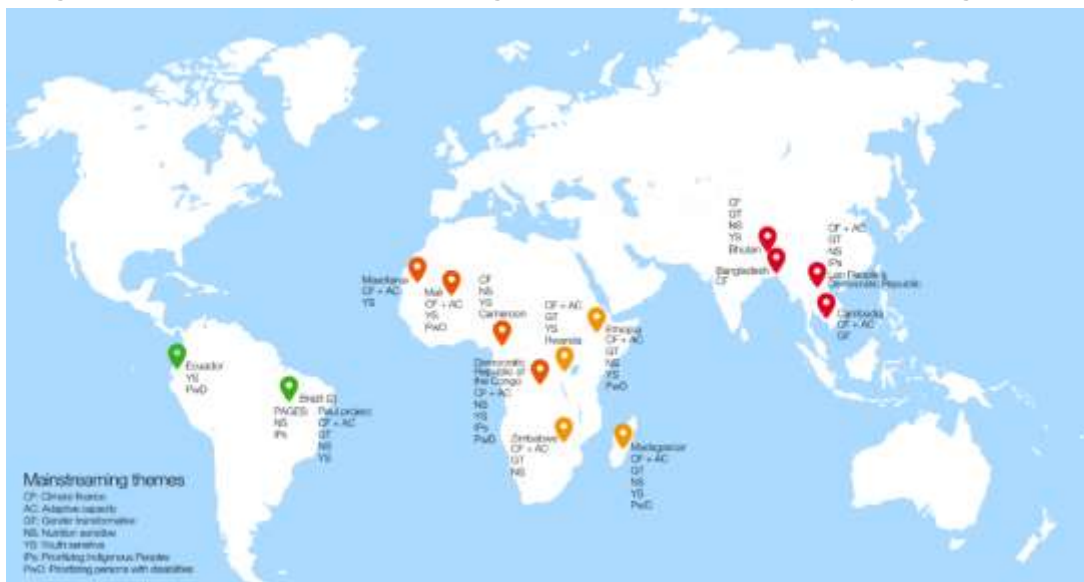 CF
GT
NS
YS
Bhutan
Bangladesh
CF
CF + AC
GT
NS
IPs
Lao People's
Democratic Republic
Cambodia
CF + AC
GT
Mauritania
CF + AC
YS
Mali
CF + AC
YS
PwD
CF
NS
YS
Cameroon
CF + AC
GT
YS
Rwanda
Ethiopia
CF + AC
GT
NS
YS
PwD
Democratic
Republic of
the Congo
CF + AC
NS
YS
IPs
PwD
Zimbabwe
CF + AC
GT
NS
Madagascar
CF + AC
GT
NS
YS
PwD
Ecuador
YS
PwD
Brazil
PAGES
NS
IPs
project
CF + AC
GT
NS
YS
Mainstreaming themes
CF: Climate finance
AC: Adaptive capacity
GT: Gender transformative
NS: Nutrition sensitive
YS: Youth sensitive
IPs: Prioritizing Indigenous Peoples
PwD: Prioritizing persons with disabilities